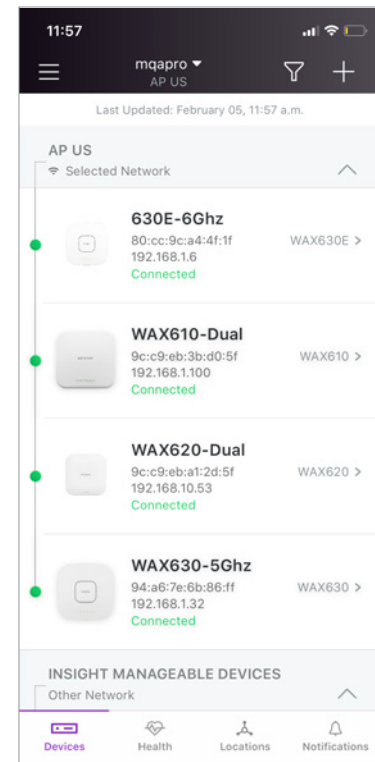 11:57
mqapro
AP US
Last Updated: February 05, 11:57 a.m.
AP US
Selected Network
630E-6Ghz
80:cc:9c:a4:4f:1f
WAX630E >
192.168.1.6
Connected
WAX610-Dual
9c:c9:eb:3b:d0:5f
WAX610 >
192.168.1.100
Connected
WAX620-Dual
9c:c9:eb:a1:2d:5f
WAX620 >
192.168.10.53
Connected
WAX630-5Ghz
94:a6:7e:6b:86:ff
WAX630 >
192.168.1.32
Connected
INSIGHT MANAGEABLE DEVICES
Other Network
Devices Health Locations Notifications